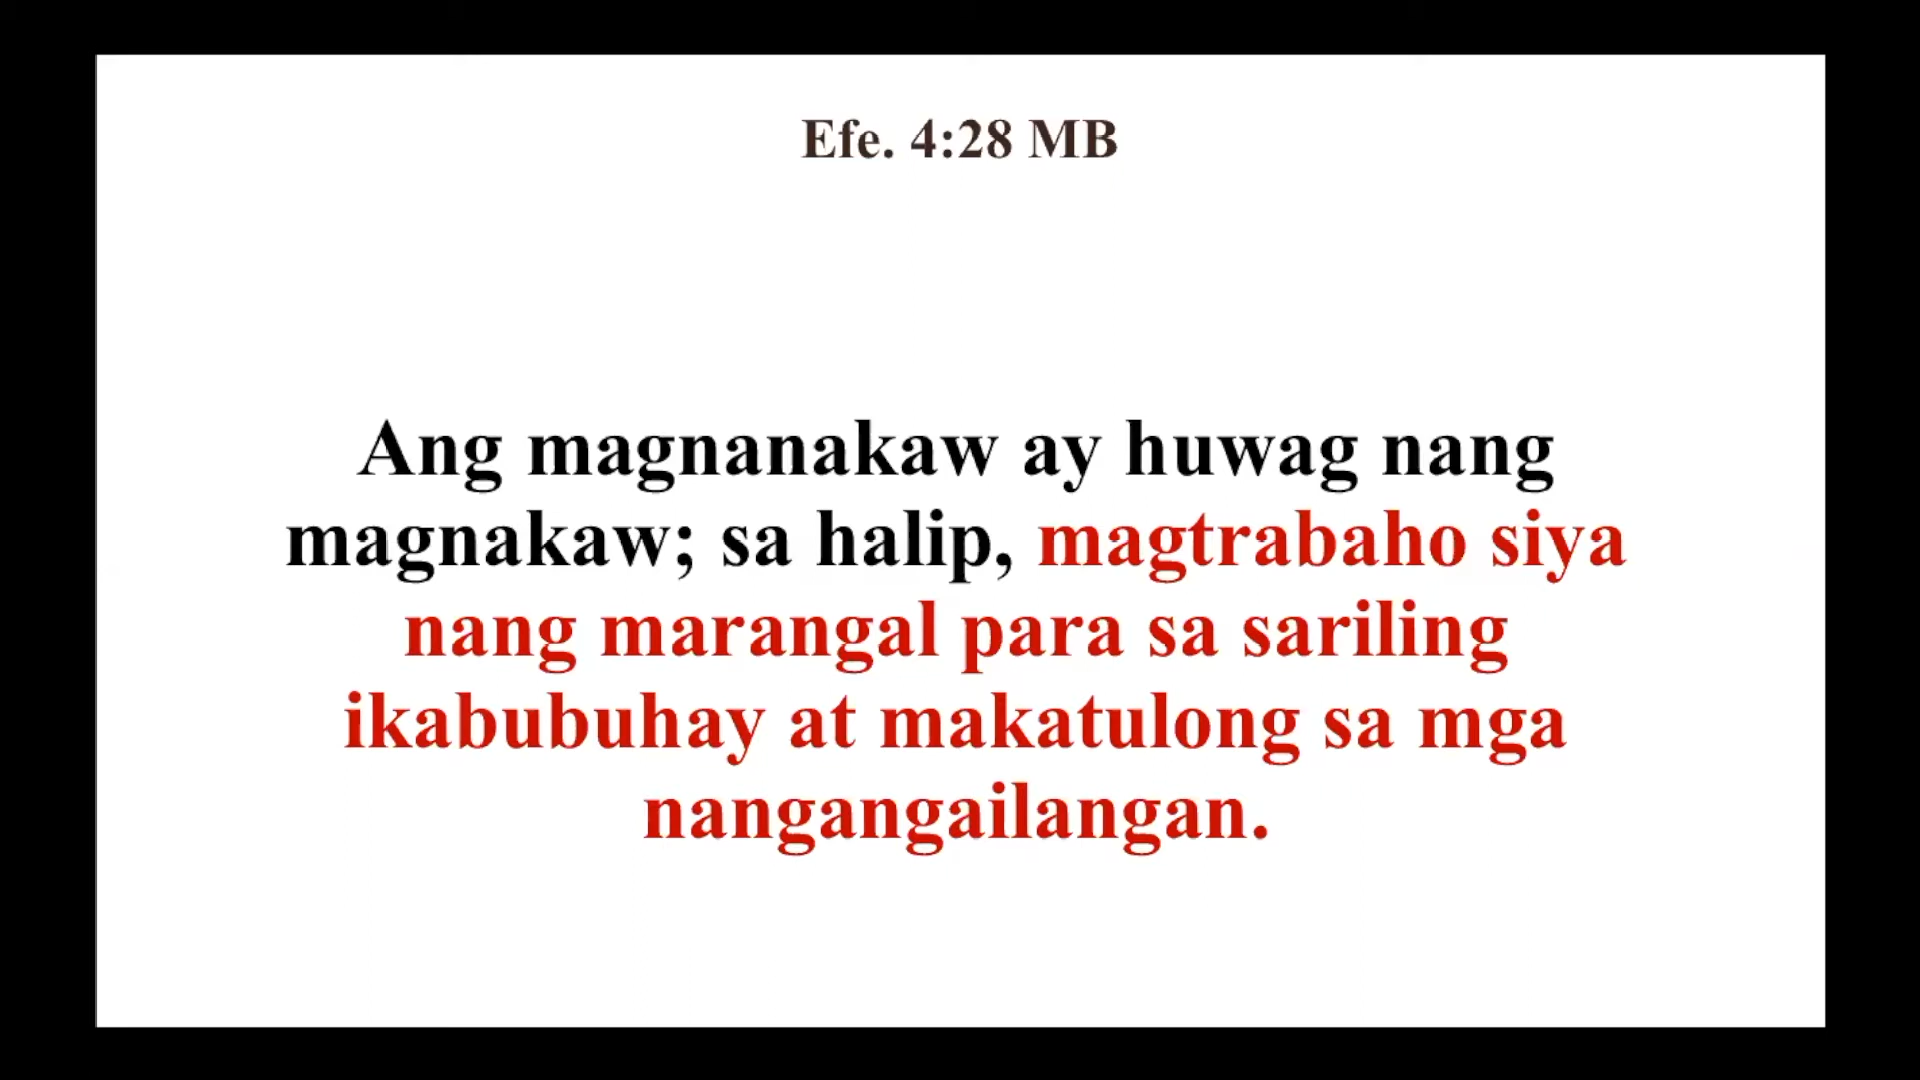 Efe. 4:28 MB
Ang magnanakaw ay huwag nang
magnakaw; sa halip, magtrabaho siya
nang marangal para sa sariling
ikabubuhay at makatulong sa mga
nangangailangan.